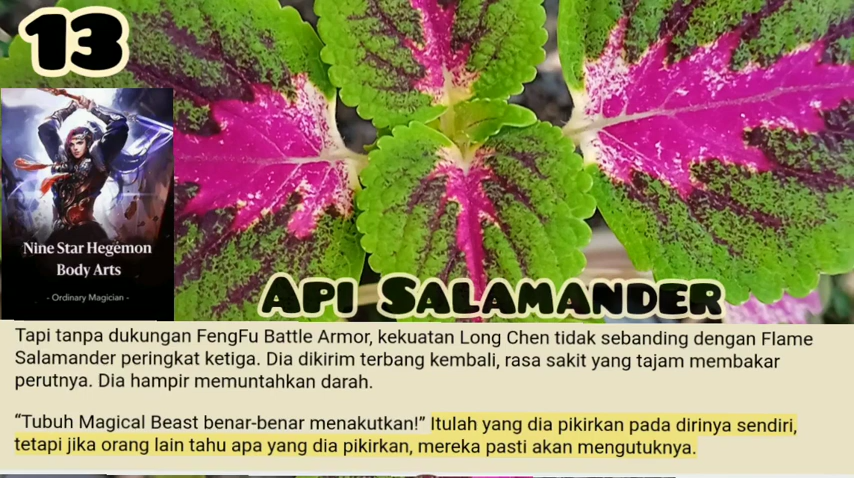 13
Nine Star Hegemon
Body Arts
- Ordinary Magician -
Api Salamander
Tapi tanpa dukungan FengFu Battle Armor, kekuatan Long Chen tidak sebanding dengan Flame
Salamander peringkat ketiga. Dia dikirim terbang kembali, rasa sakit yang tajam membakar
perutnya. Dia hampir memuntahkan darah.
“Tubuh Magical Beast benar-benar menakutkan!” Itulah yang dia pikirkan pada dirinya sendiri,
tetapi jika orang lain tahu apa yang dia pikirkan, mereka pasti akan mengutuknya.